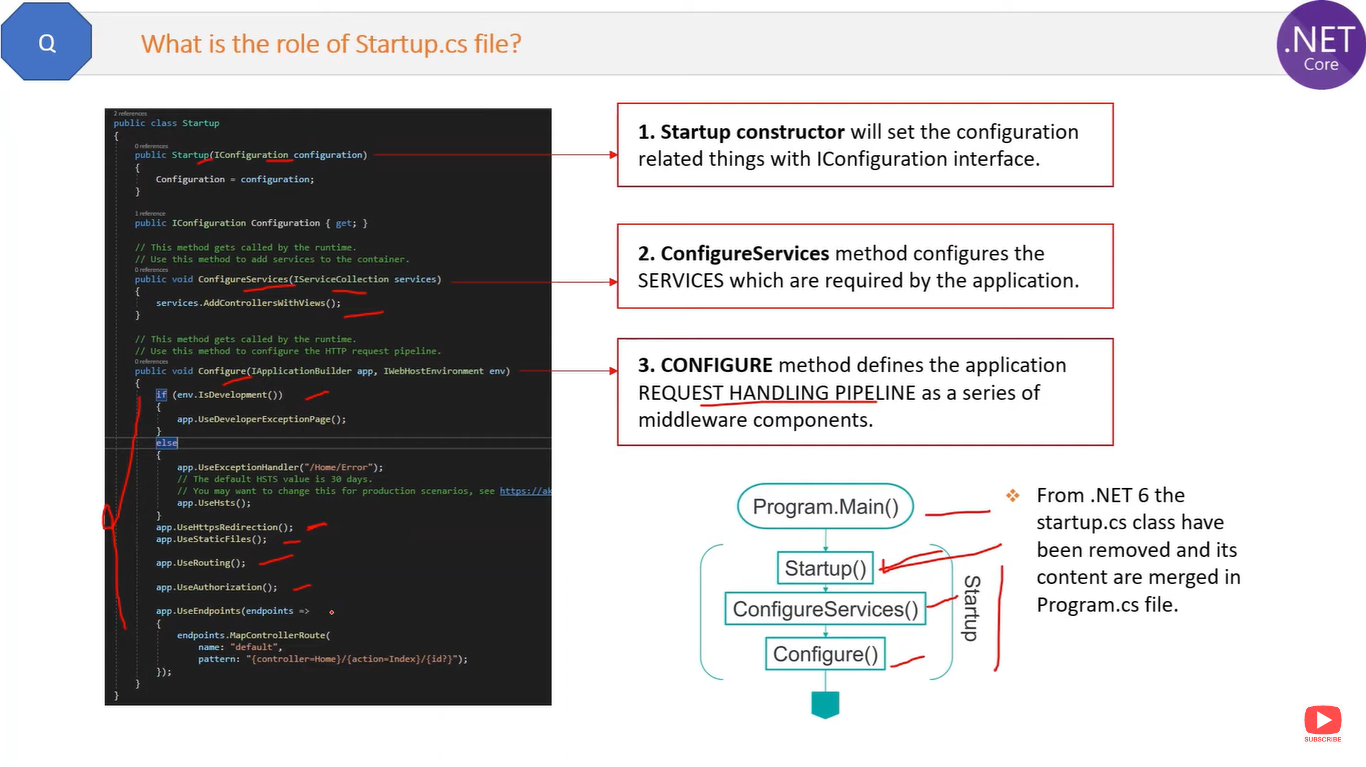 Q
What is the role of Startup.cs file?
.NET
Core
2 references
public class Startup
{
0 references
public Startup(IConfiguration configuration)
{
Configuration = configuration;
}
1 reference
public IConfiguration Configuration { get; }
// This method gets called by the runtime.
// Use this method to add services to the container.
0 references
public void ConfigureServices(IServiceCollection services)
{
services.AddControllersWithViews();
}
// This method gets called by the runtime.
// Use this method to configure the HTTP request pipeline.
0 references
public void Configure(IApplicationBuilder app, IWebHostEnvironment env)
{
if (env.IsDevelopment())
{
app.UseDeveloperExceptionPage();
}
else
{
app.UseExceptionHandler("/Home/Error");
// The default HSTS value is 30 days.
// You may want to change this for production scenarios, see https://ak
app.UseHsts();
}
app.UseHttpsRedirection();
app.UseStaticFiles();
app.UseRouting();
app.UseAuthorization();
app.UseEndpoints(endpoints =>
{
endpoints.MapControllerRoute(
name: "default",
pattern: "{controller=Home}/{action=Index}/{id?}");
});
}
}
1. Startup constructor will set the configuration
related things with IConfiguration interface.
2. ConfigureServices method configures the
SERVICES which are required by the application.
3. CONFIGURE method defines the application
REQUEST HANDLING PIPELINE as a series of
middleware components.
Program.Main()
Startup()
ConfigureServices()
Configure()
Startup
❖ From .NET 6 the
startup.cs class have
been removed and its
content are merged in
Program.cs file.
SUBSCRIBE